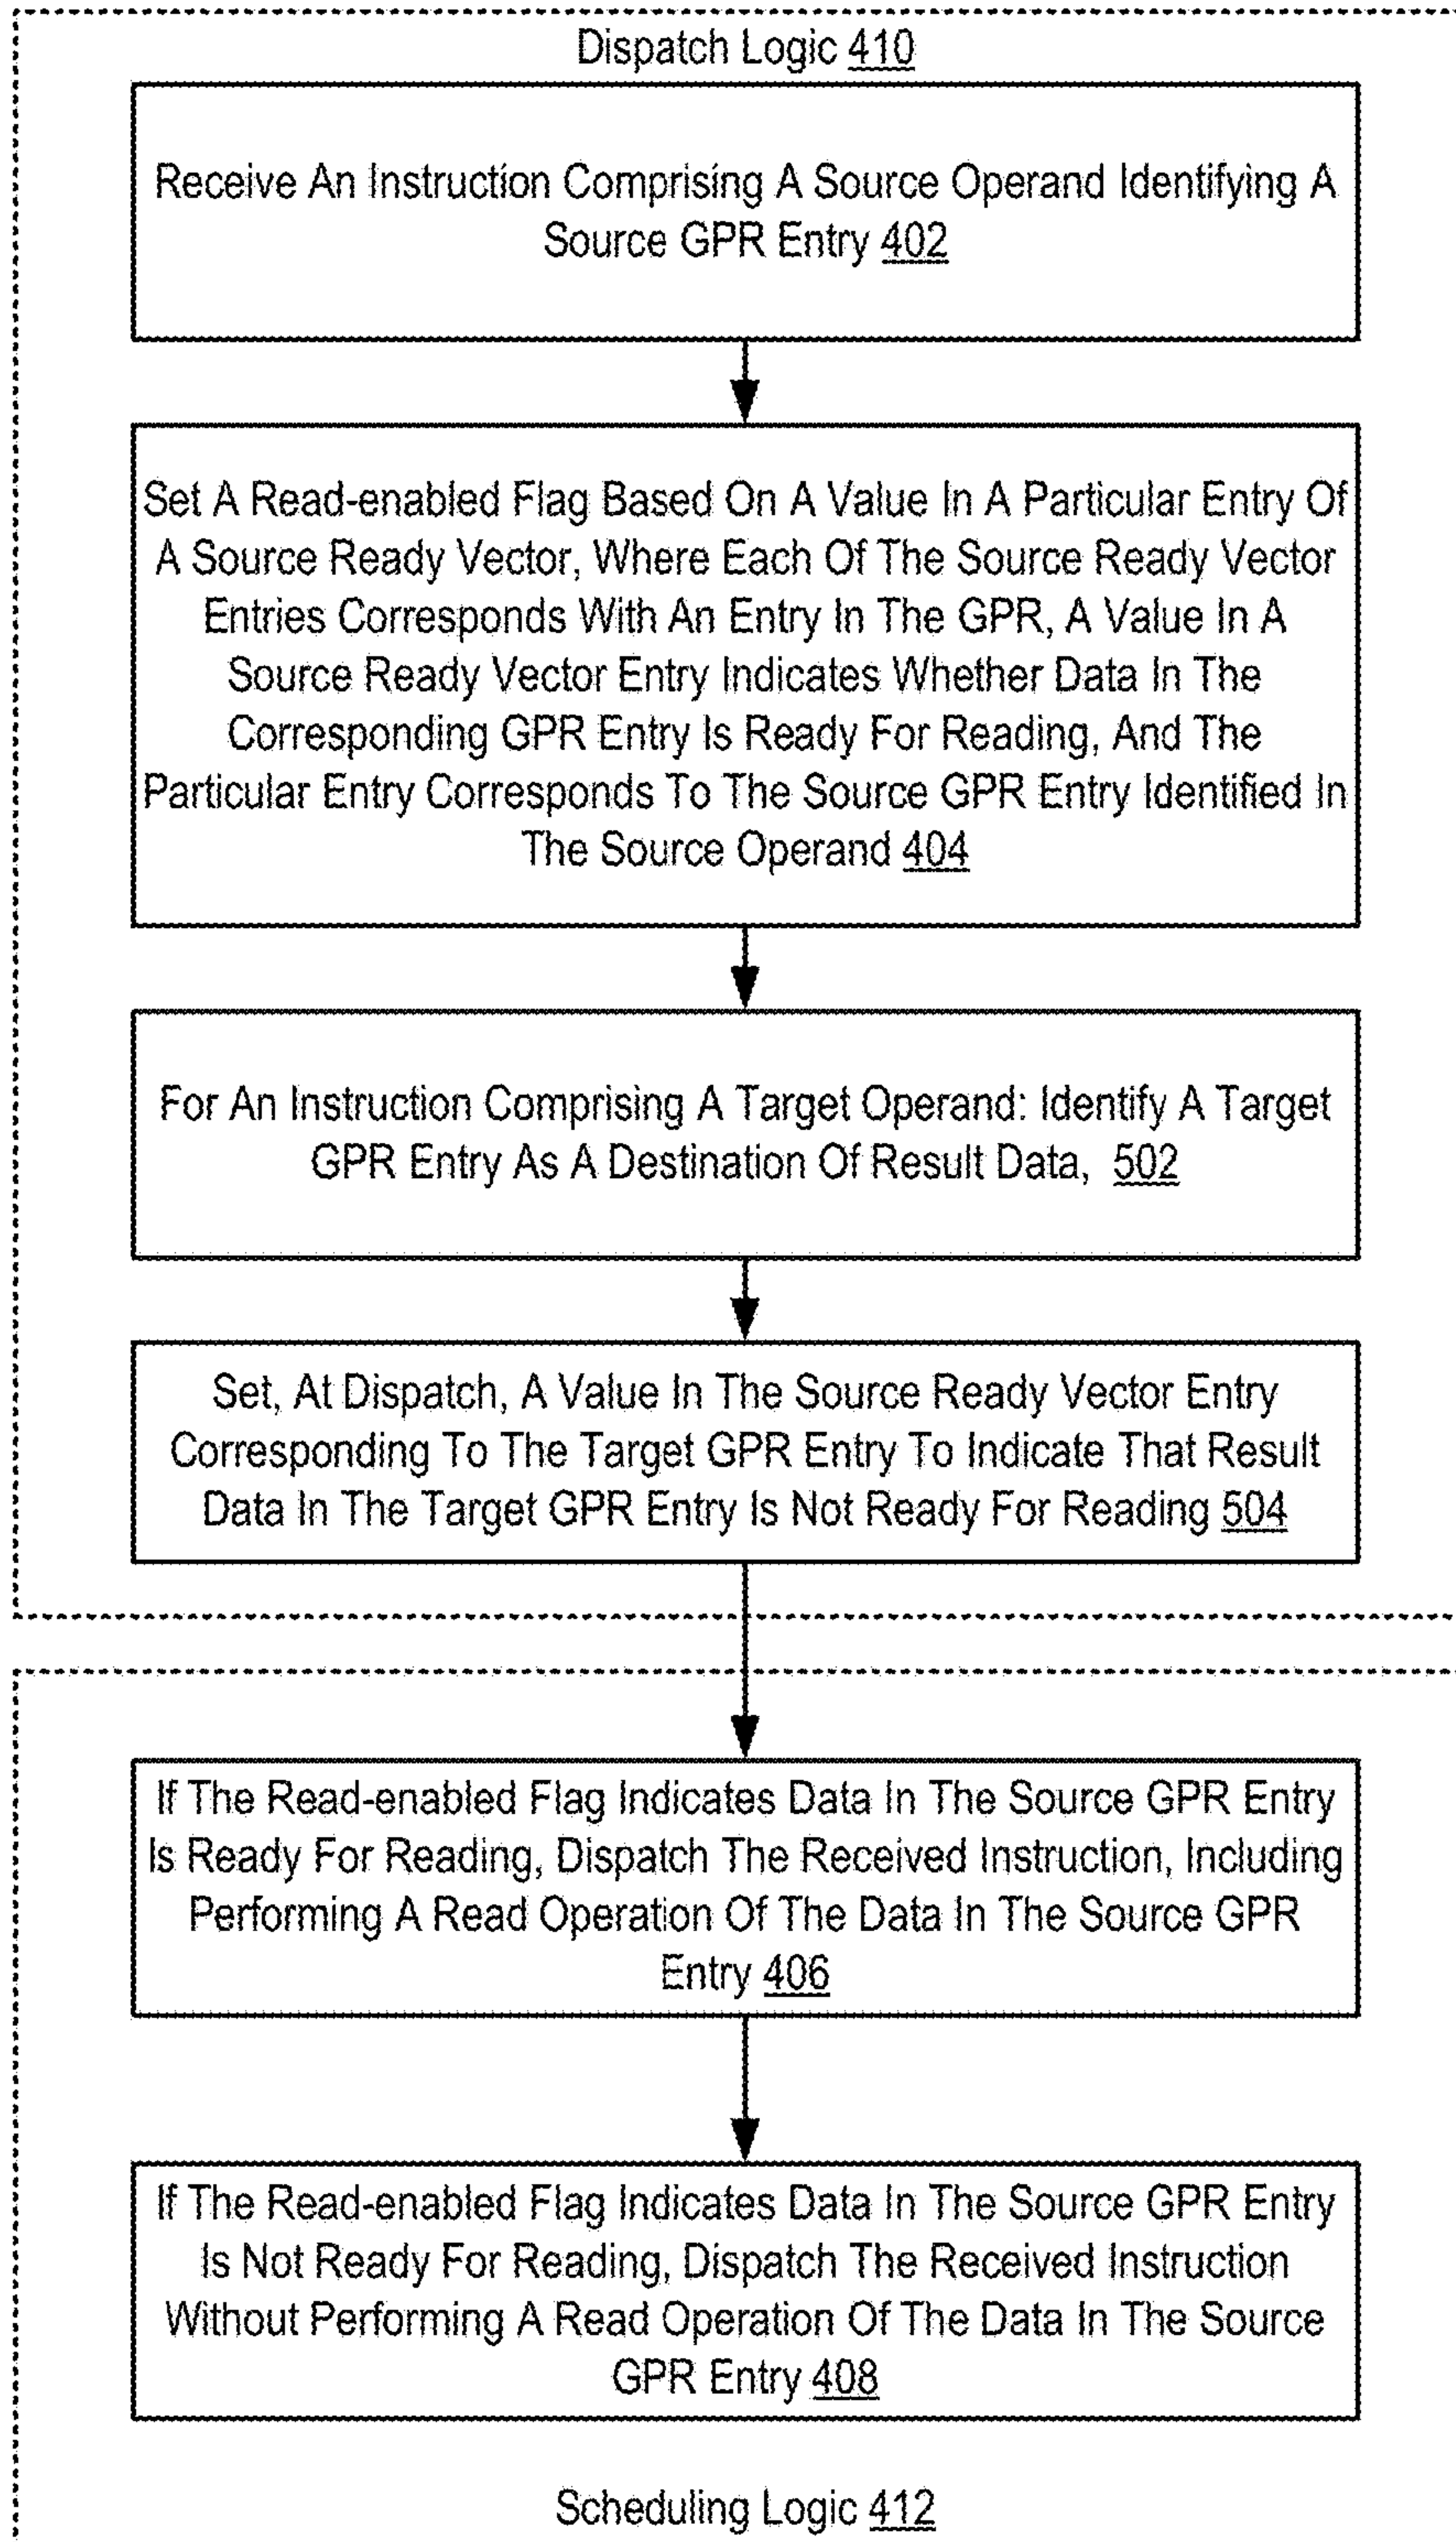 Dispatch Logic 410
Receive An Instruction Comprising A Source Operand Identifying A
Source GPR Entry 402
Set A Read-enabled Flag Based On A Value In A Particular Entry Of
A Source Ready Vector, Where Each Of The Source Ready Vector
Entries Corresponds With An Entry In The GPR, A Value In A
Source Ready Vector Entry Indicates Whether Data In The
Corresponding GPR Entry Is Ready For Reading, And The
Particular Entry Corresponds To The Source GPR Entry Identified In
The Source Operand 404
For An Instruction Comprising A Target Operand: Identify A Target
GPR Entry As A Destination Of Result Data, 502
Set, At Dispatch, A Value In The Source Ready Vector Entry
Corresponding To The Target GPR Entry To Indicate That Result
Data In The Target GPR Entry Is Not Ready For Reading 504
If The Read-enabled Flag Indicates Data In The Source GPR Entry
Is Ready For Reading, Dispatch The Received Instruction, Including
Performing A Read Operation Of The Data In The Source GPR
Entry 406
If The Read-enabled Flag Indicates Data In The Source GPR Entry
Is Not Ready For Reading, Dispatch The Received Instruction
Without Performing A Read Operation Of The Data In The Source
GPR Entry 408
Scheduling Logic 412